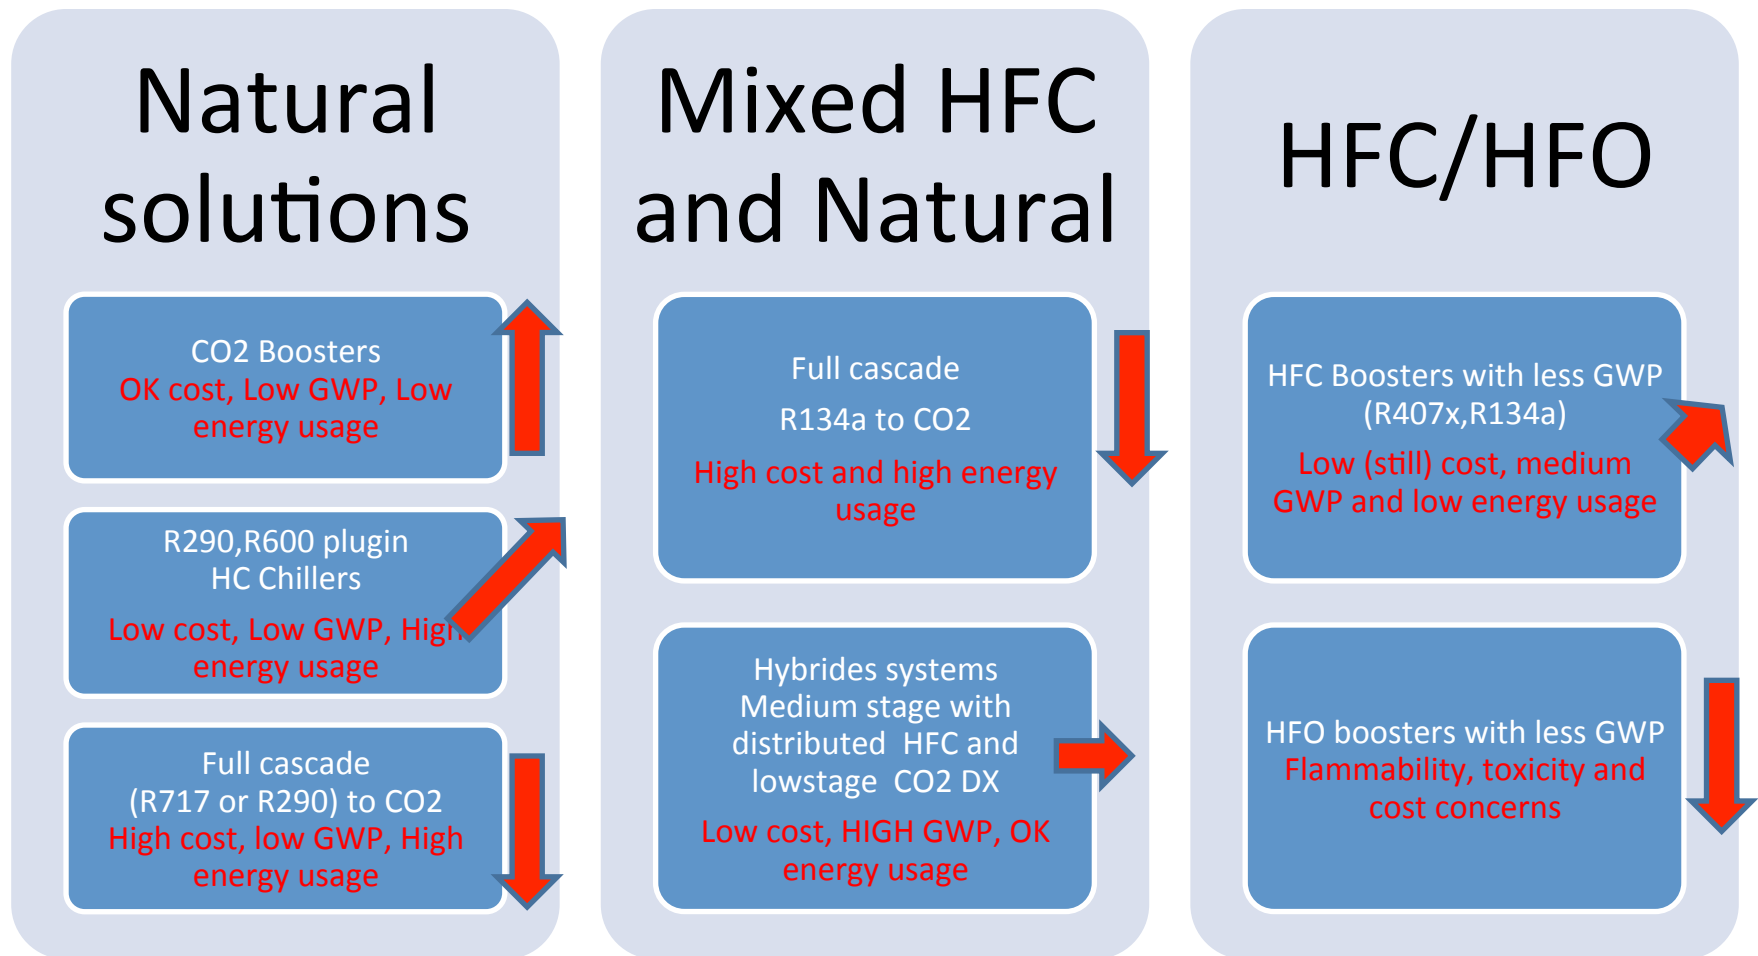 Natural
solutions
CO2 Boosters
OK cost, Low GWP, Low
energy usage
R290,R600 plugin
HC Chillers
Low cost, Low GWP, High
energy usage
Full cascade
(R717 or R290) to CO2
High cost, low GWP, High
energy usage
Mixed HFC
and Natural
Full cascade
R134a to CO2
High cost and high energy
usage
Hybrides systems
Medium stage with
distributed HFC and
lowstage CO2 DX
Low cost, HIGH GWP, OK
energy usage
HFC/HFO
HFC Boosters with less GWP
(R407x,R134a)
Low (still) cost, medium
GWP and low energy usage
HFO boosters with less GWP
Flammability, toxicity and
cost concerns